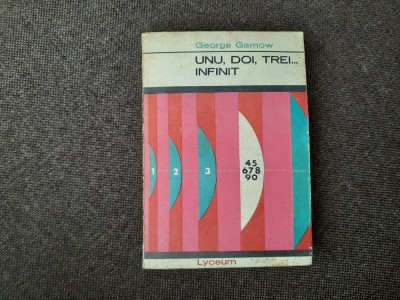 George Gamow
UNU, DOI, TREI...
INFINIT
1 2 3
45
678
90
Lyceum